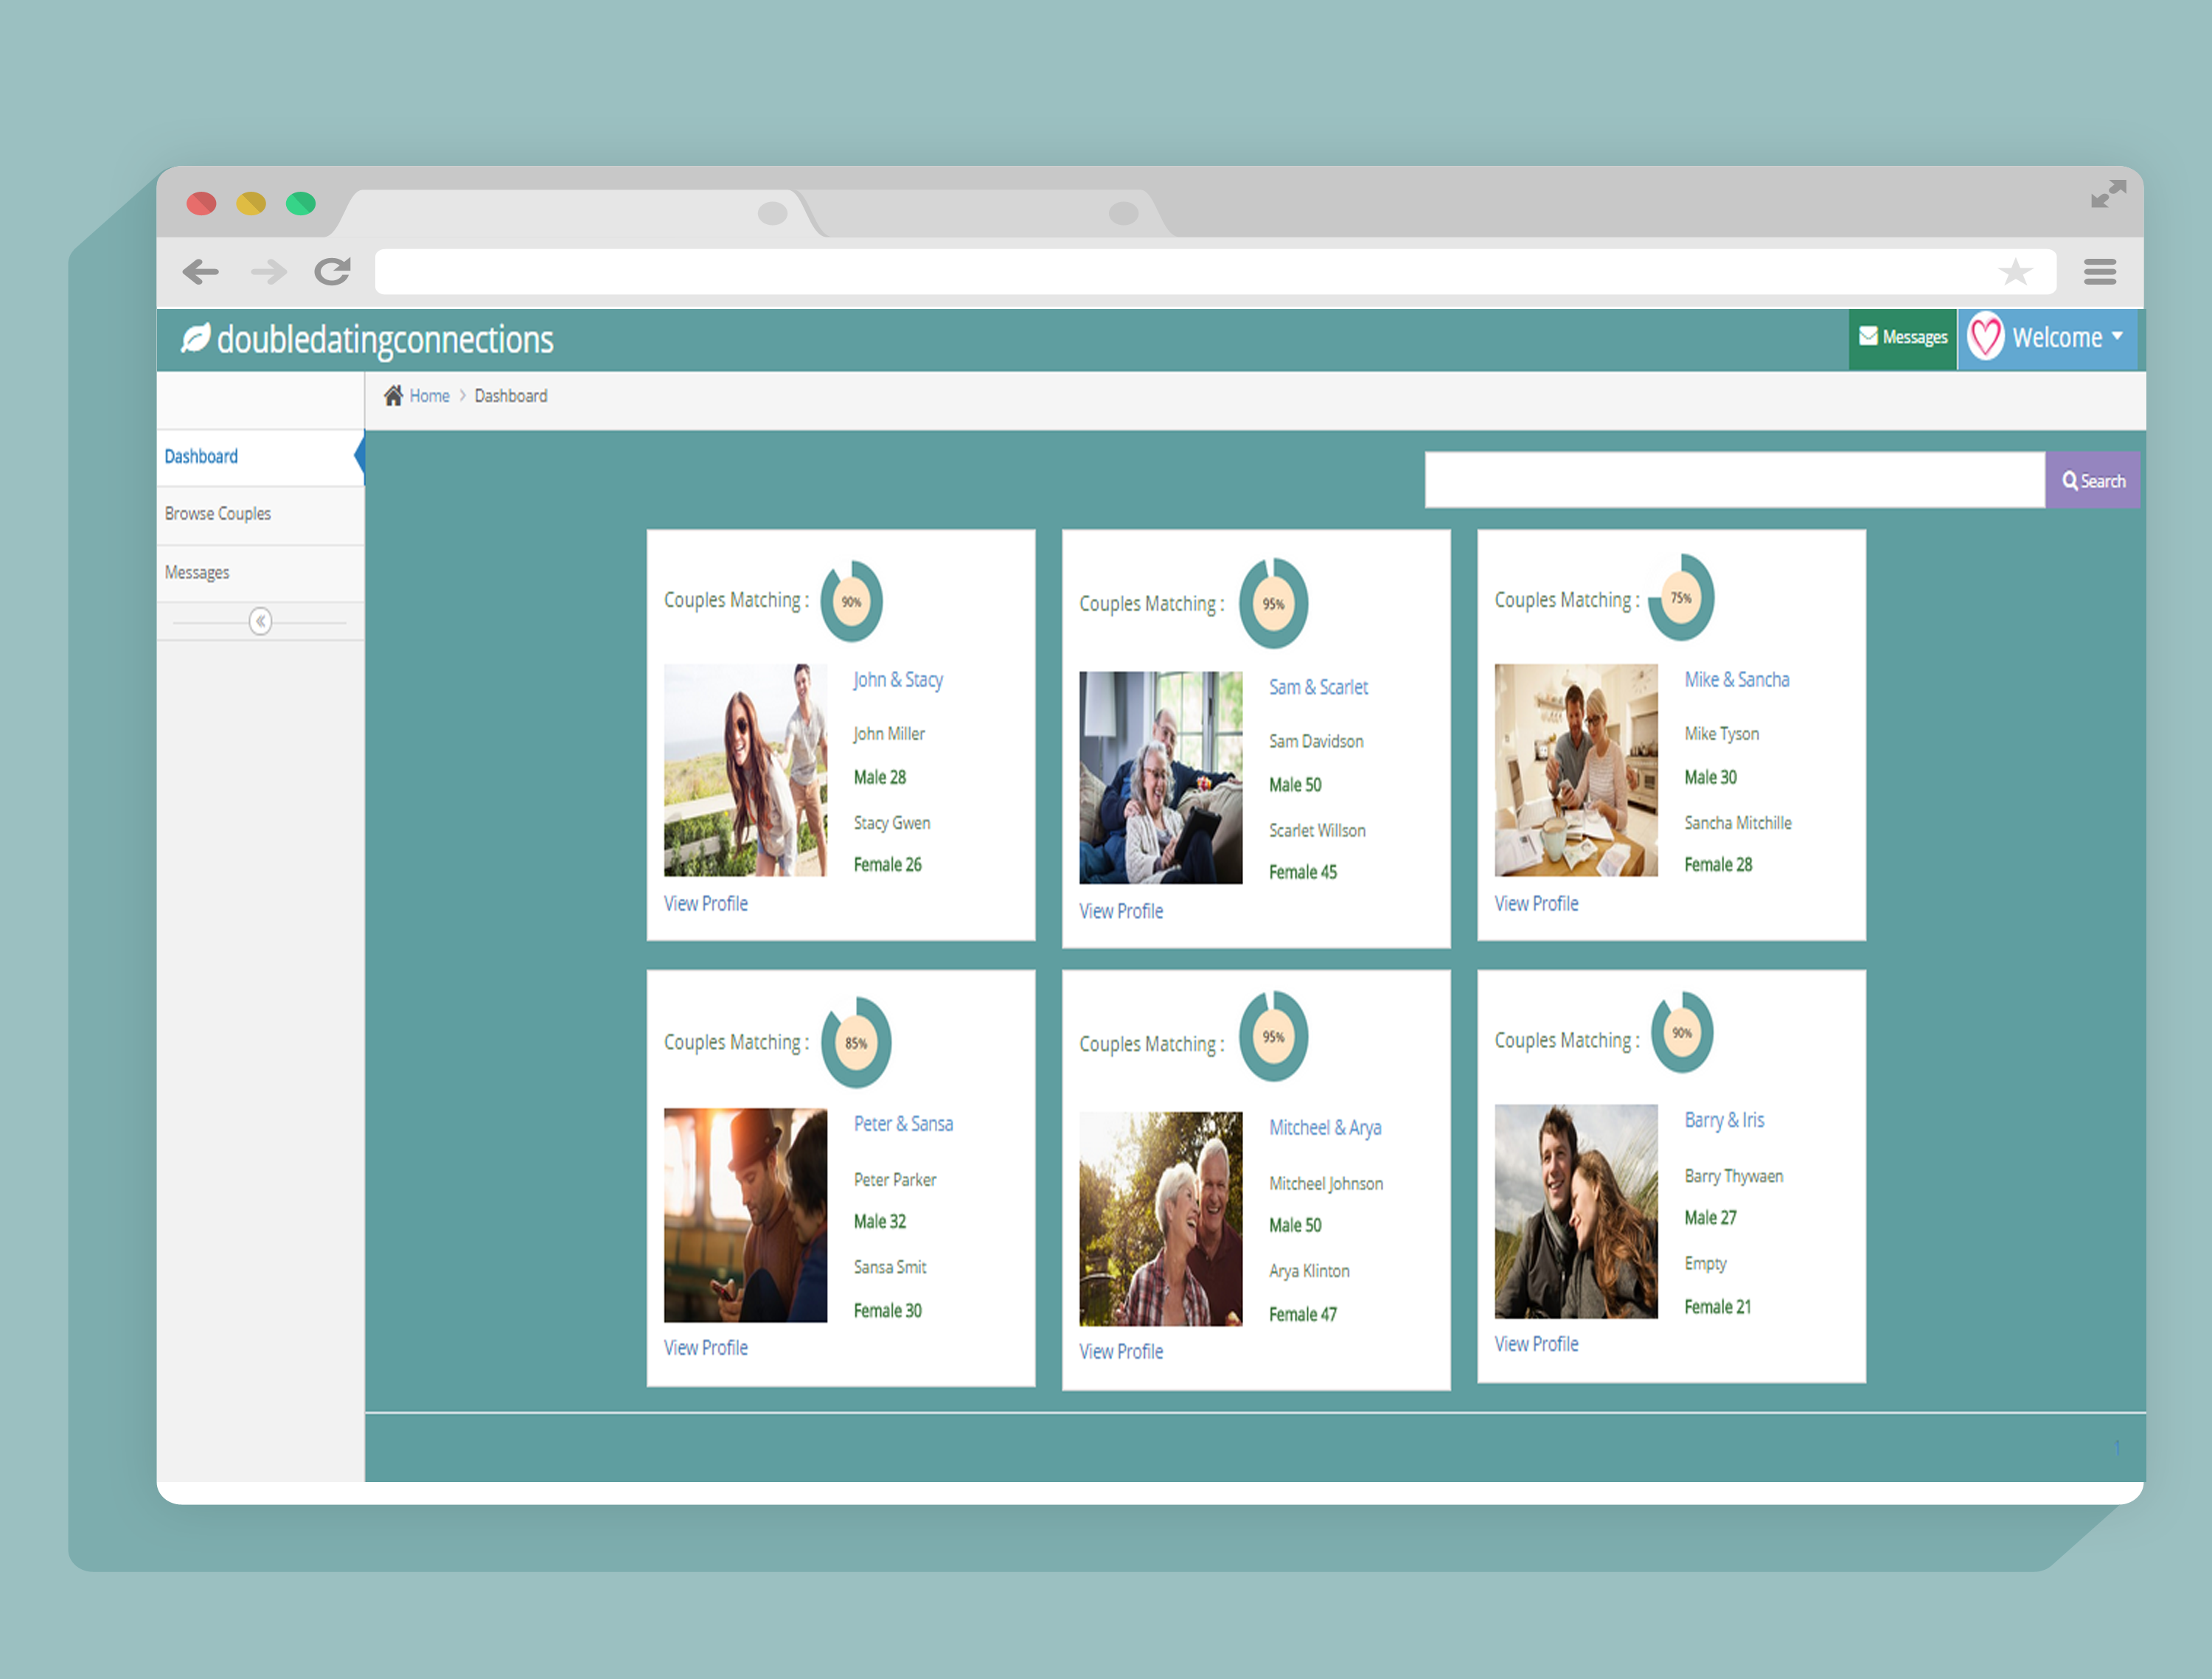 doubledatingconnections
Messages
Welcome
Home > Dashboard
Dashboard
Browse Couples
Messages
Search
Couples Matching : 90%
John & Stacy
John Miller
Male 28
Stacy Gwen
Female 26
View Profile
Couples Matching : 95%
Sam & Scarlet
Sam Davidson
Male 50
Scarlet Willson
Female 45
View Profile
Couples Matching : 75%
Mike & Sancha
Mike Tyson
Male 30
Sancha Mitchille
Female 28
View Profile
Couples Matching : 85%
Peter & Sansa
Peter Parker
Male 32
Sansa Smit
Female 30
View Profile
Couples Matching : 95%
Mitcheel & Arya
Mitcheel Johnson
Male 50
Arya Klinton
Female 47
View Profile
Couples Matching : 90%
Barry & Iris
Barry Thywaen
Male 27
Empty
Female 21
View Profile